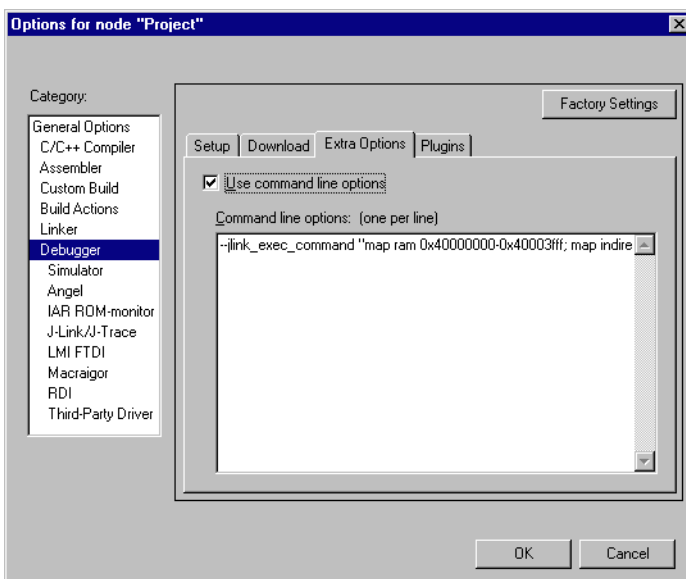 Options for node "Project"
Category:
General Options
C/C++ Compiler
Assembler
Custom Build
Build Actions
Linker
Debugger
Simulator
Angel
IAR ROM-monitor
J-Link/J-Trace
LMI FTDI
Macraigor
RDI
Third-Party Driver
Factory Settings
Setup Download Extra Options Plugins
Use command line options
Command line options: (one per line)
--jlink_exec_command "map ram 0x40000000-0x40003fff; map indire
OK Cancel